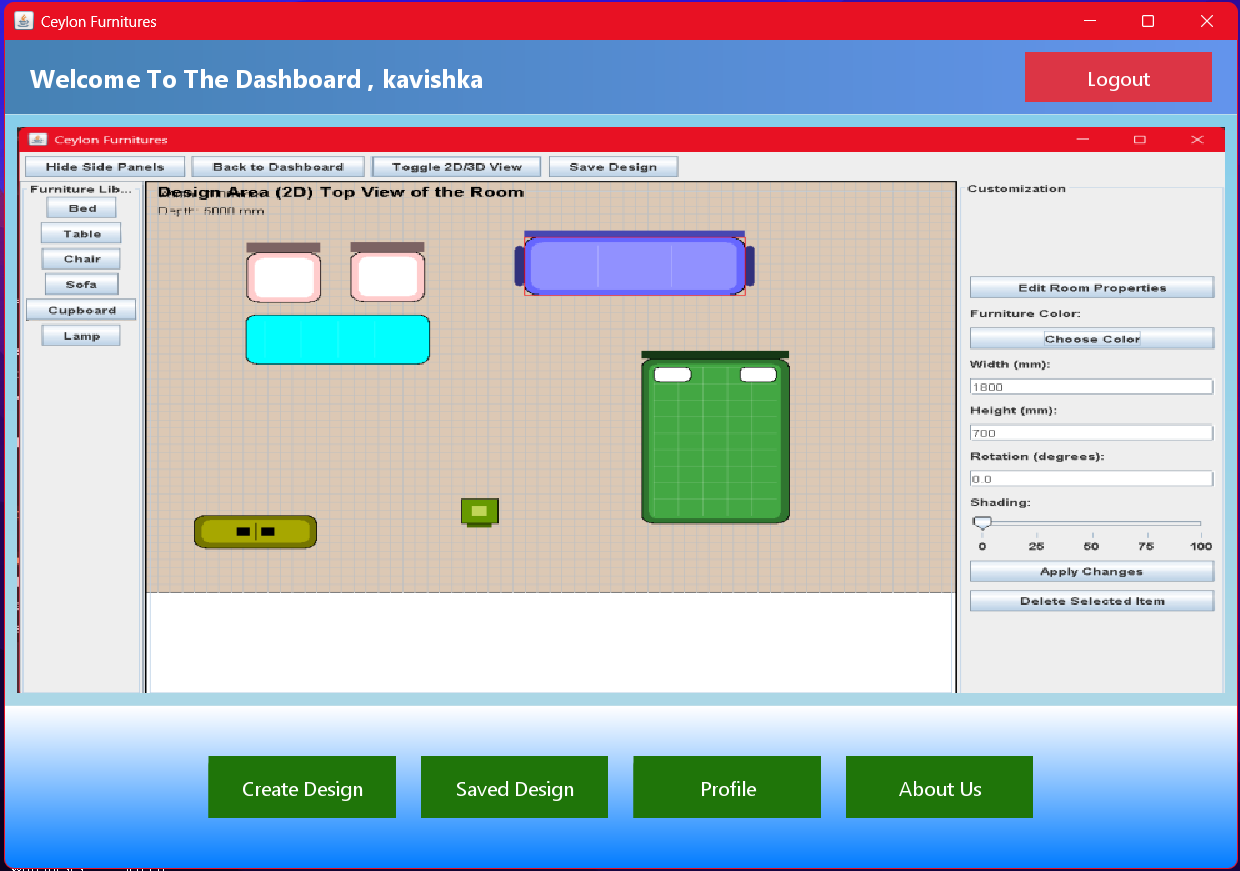 Ceylon Furnitures
Welcome To The Dashboard , kavishka
Logout
Ceylon Furnitures
Hide Side Panels
Back to Dashboard
Toggle 2D/3D View
Save Design
Furniture Lib...
Bed
Table
Chair
Sofa
Cupboard
Lamp
Design Area (2D) Top View of the Room
Depth: 5000 mm
Customization
Edit Room Properties
Furniture Color:
Choose Color
Width (mm):
1800
Height (mm):
700
Rotation (degrees):
0.0
Shading:
0 25 50 75 100
Apply Changes
Delete Selected Item
Create Design
Saved Design
Profile
About Us